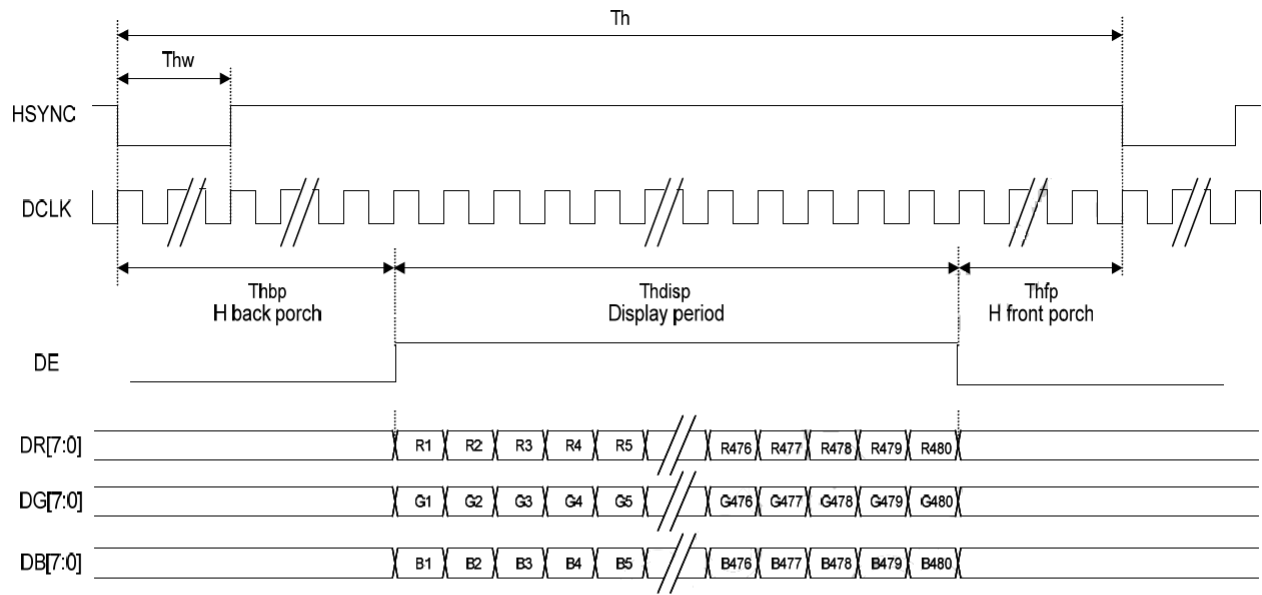 Th
Thw
HSYNC
DCLK
Thbp
H back porch
Thdisp
Display period
Thfp
H front porch
DE
DR[7:0] R1 R2 R3 R4 R5 R476 R477 R478 R479 R480
DG[7:0] G1 G2 G3 G4 G5 G476 G477 G478 G479 G480
DB[7:0] B1 B2 B3 B4 B5 B476 B477 B478 B479 B480